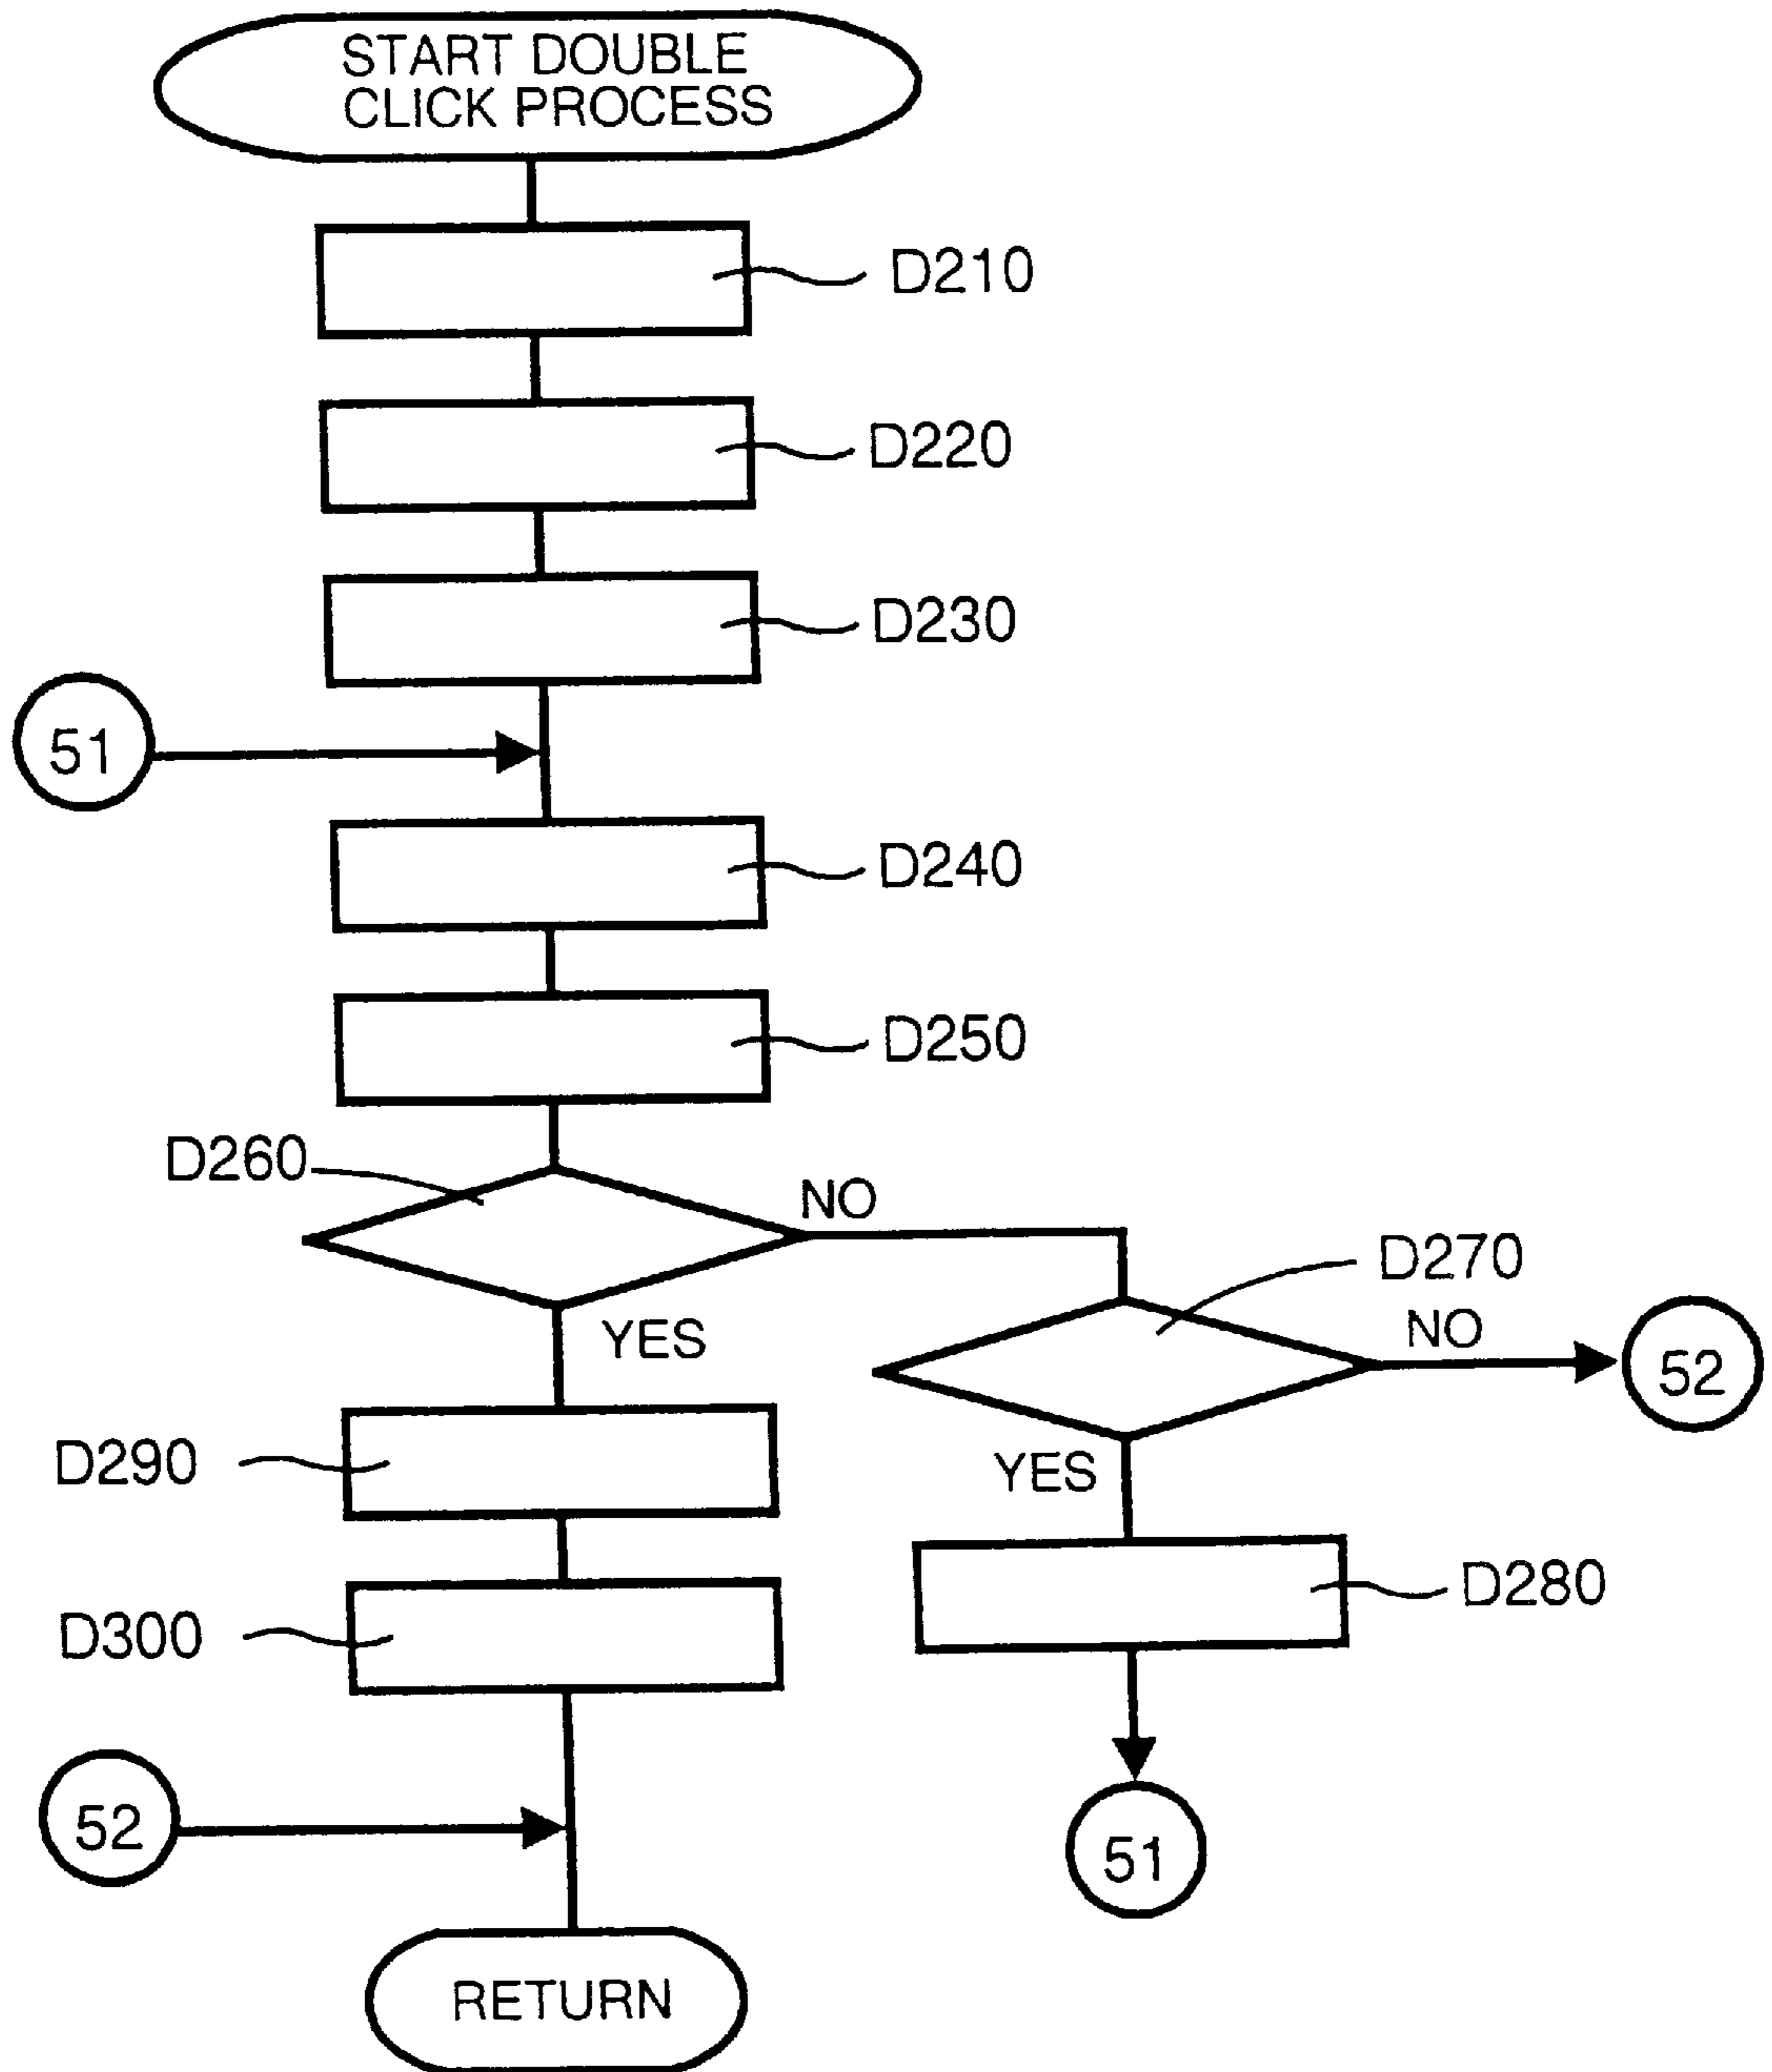 START DOUBLE
CLICK PROCESS
D210
D220
D230
51
D240
D250
D260
NO
D270
YES
NO
52
D290
YES
D280
D300
52
51
RETURN